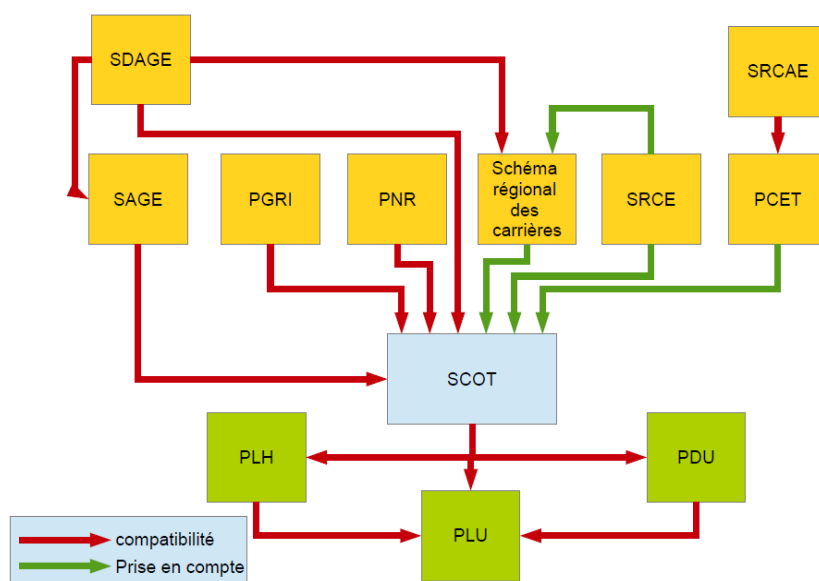 SDAGE
SRCAE
SAGE
PGRI
PNR
Schéma
régional
des
carrières
SRCE
PCET
SCOT
PLH
PDU
PLU
compatibilité
Prise en compte